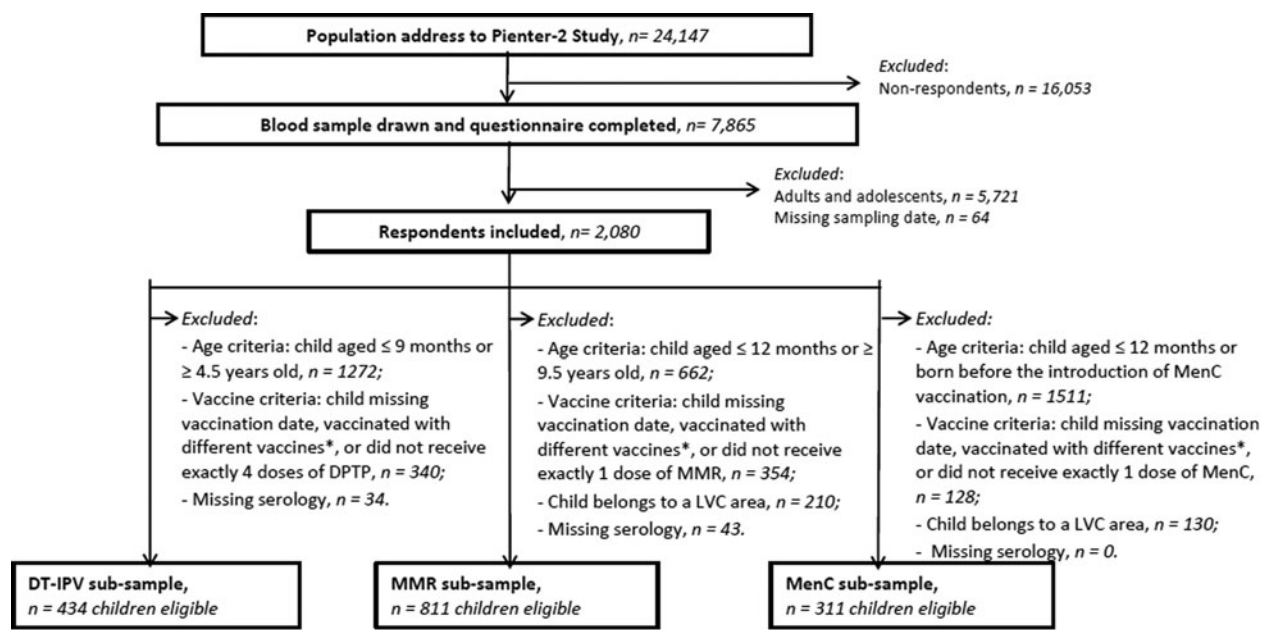 Population address to Pienter-2 Study, n= 24,147
Excluded:
Non-respondents, n = 16,053
Blood sample drawn and questionnaire completed, n= 7,865
Excluded:
Adults and adolescents, n = 5,721
Missing sampling date, n = 64
Respondents included, n= 2,080
Excluded:
- Age criteria: child aged ≤ 9 months or
≥ 4.5 years old, n = 1272;
- Vaccine criteria: child missing
vaccination date, vaccinated with
different vaccines*, or did not receive
exactly 4 doses of DPTP, n = 340;
- Missing serology, n = 34.
Excluded:
- Age criteria: child aged ≤ 12 months or ≥
9.5 years old, n = 662;
- Vaccine criteria: child missing
vaccination date, vaccinated with
different vaccines*, or did not receive
exactly 1 dose of MMR, n = 354;
- Child belongs to a LVC area, n = 210;
- Missing serology, n = 43.
Excluded:
- Age criteria: child aged ≤ 12 months or
born before the introduction of MenC
vaccination, n = 1511;
- Vaccine criteria: child missing vaccination
date, vaccinated with different vaccines*,
or did not receive exactly 1 dose of MenC,
n = 128;
- Child belongs to a LVC area, n = 130;
- Missing serology, n = 0.
DT-IPV sub-sample,
n = 434 children eligible
MMR sub-sample,
n = 811 children eligible
MenC sub-sample,
n = 311 children eligible